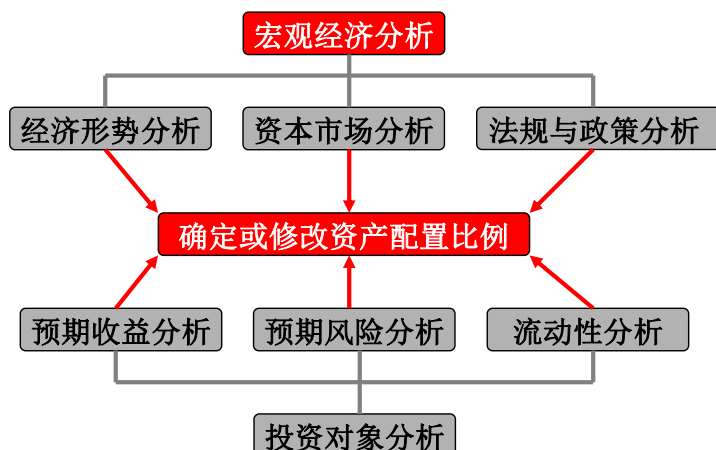 宏观经济分析
经济形势分析
资本市场分析
法规与政策分析
确定或修改资产配置比例
预期收益分析
预期风险分析
流动性分析
投资对象分析